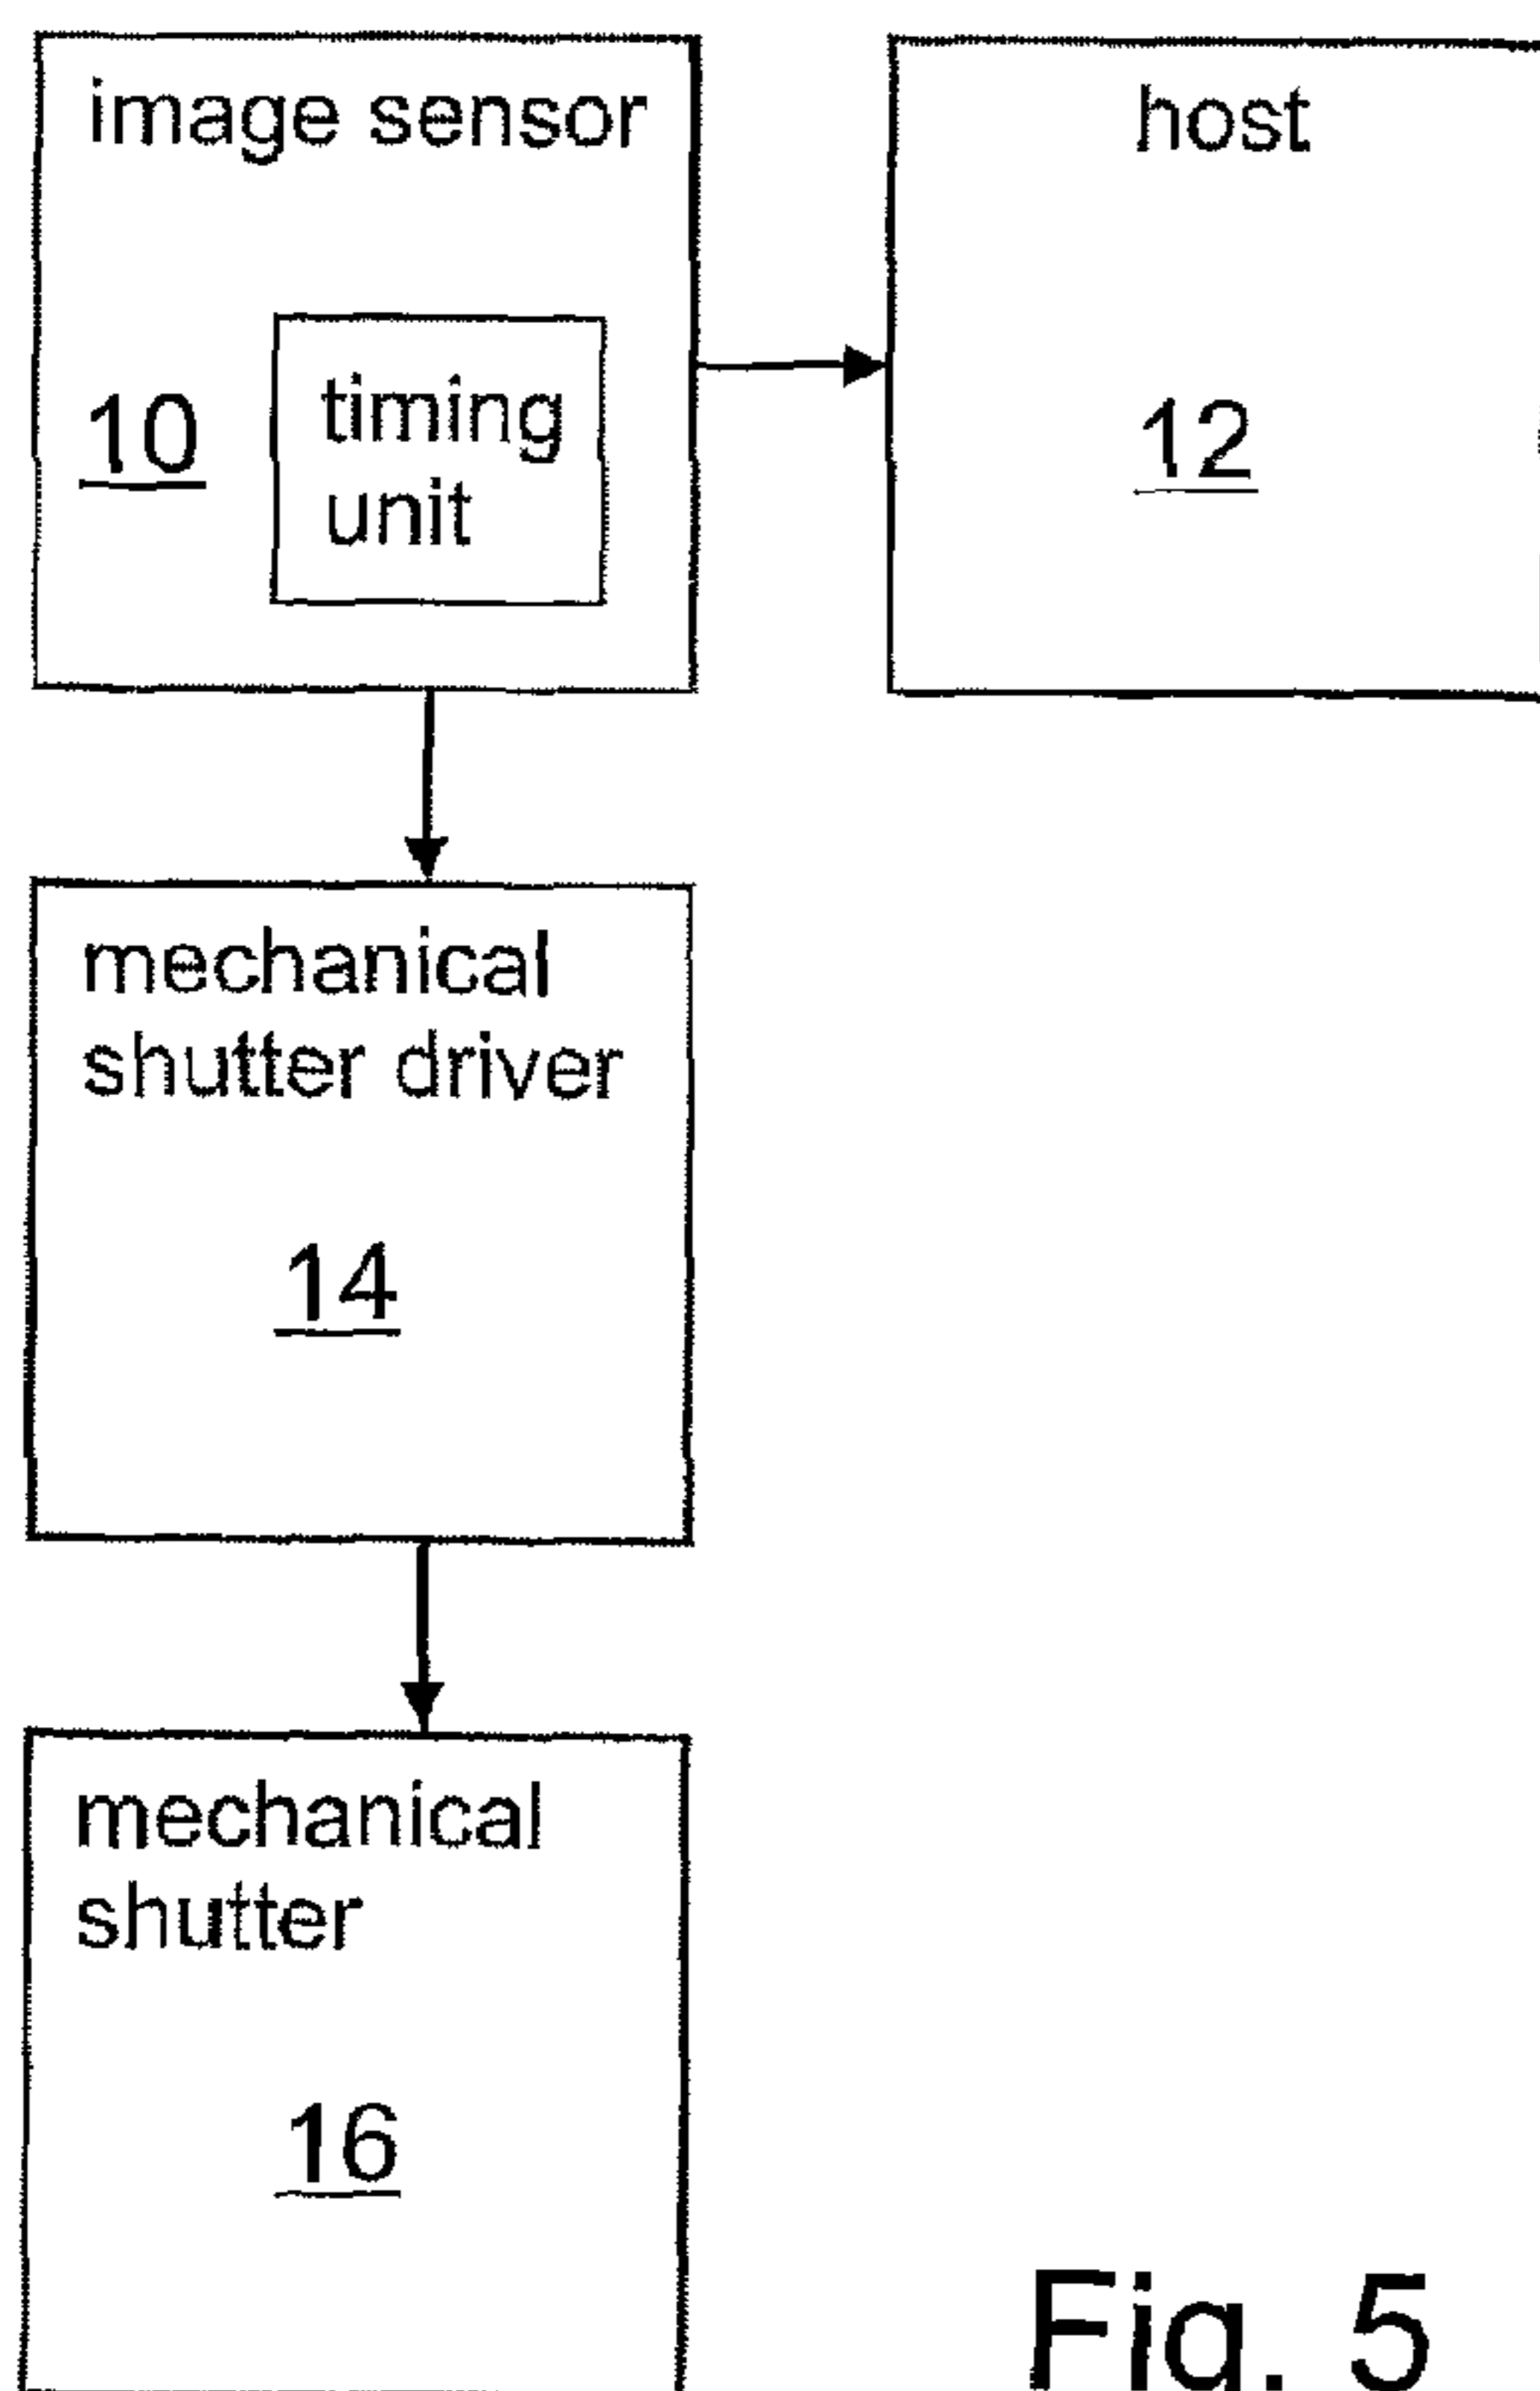 image sensor
host
10
timing
unit
12
mechanical
shutter driver
14
mechanical
shutter
16
Fig. 5